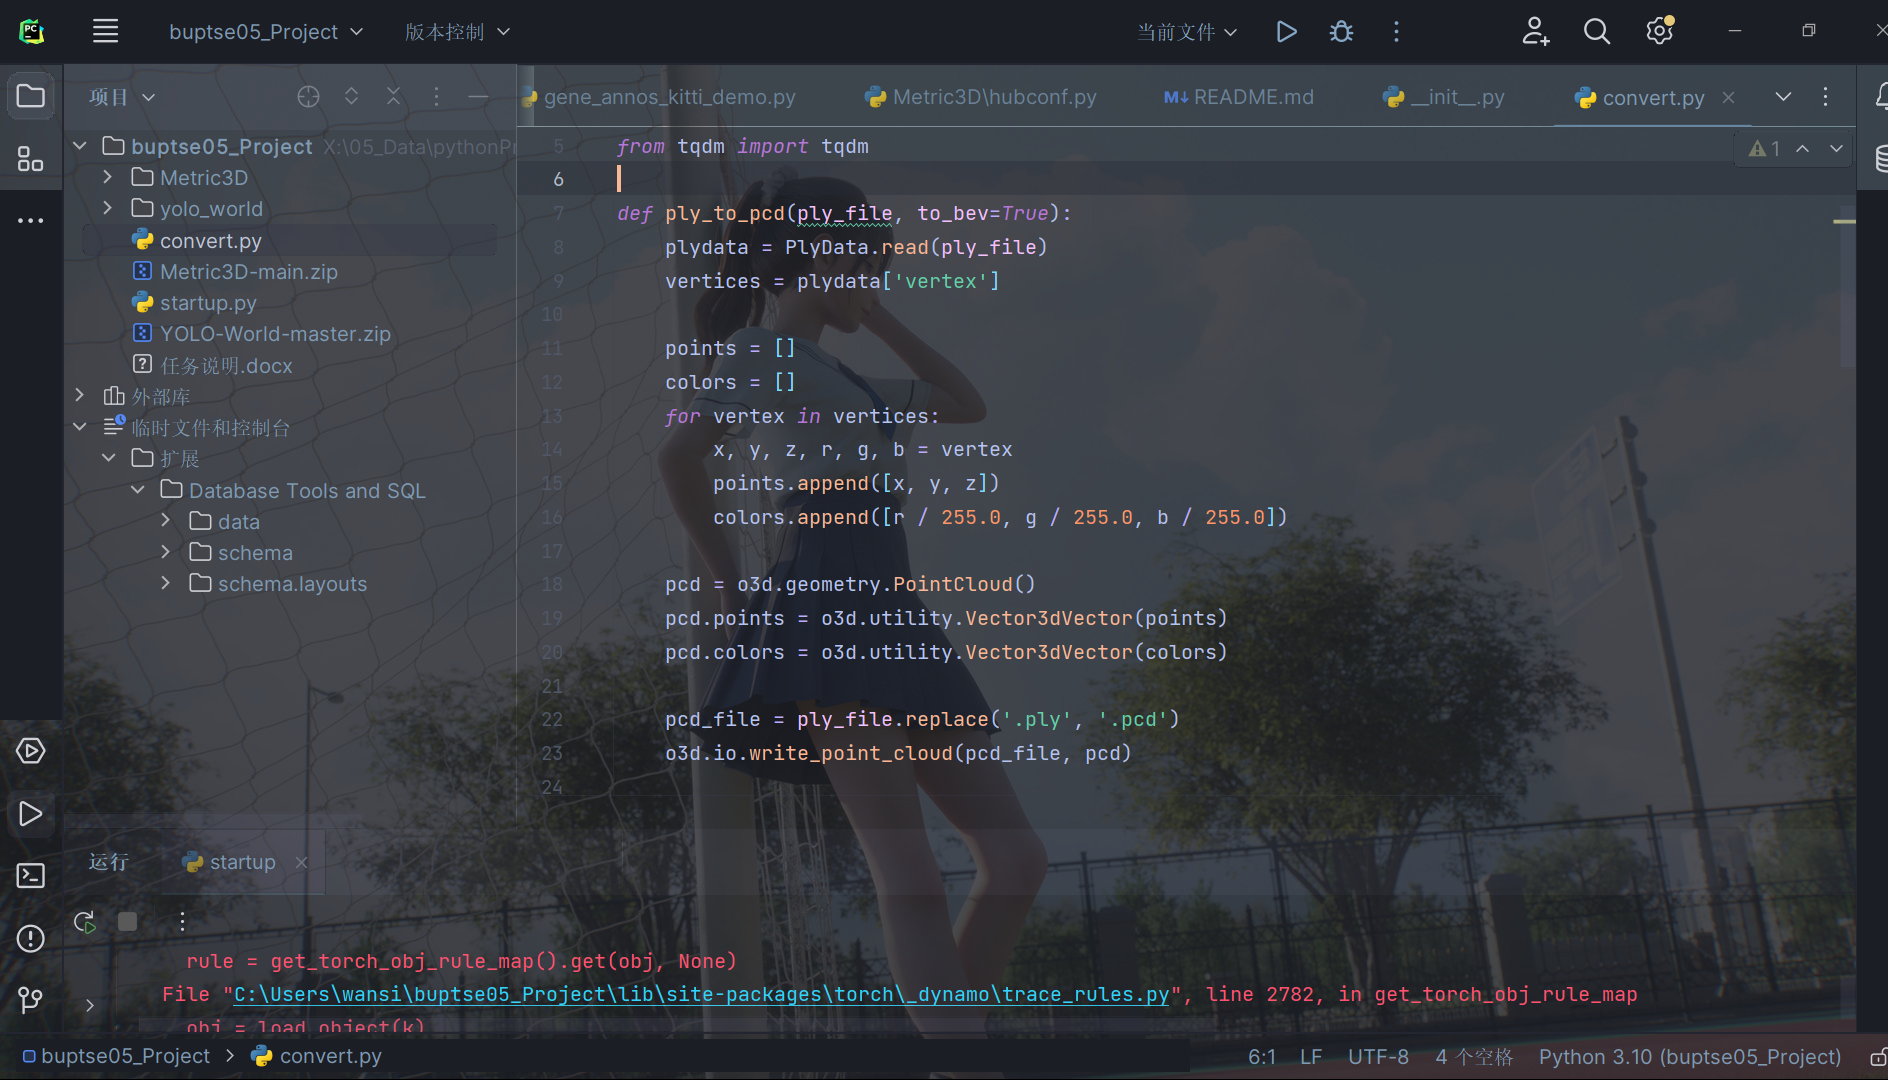 PC
buptse05_Project
版本控制
当前文件
项目
gene_annos_kitti_demo.py
Metric3D\hubconf.py
M↓ README.md
__init__.py
convert.py
buptse05_Project X:\05_Data\pythonPr
Metric3D
yolo_world
convert.py
Metric3D-main.zip
startup.py
YOLO-World-master.zip
任务说明.docx
外部库
临时文件和控制台
扩展
Database Tools and SQL
data
schema
schema.layouts
1
5 from tqdm import tqdm
6
7 def ply_to_pcd(ply_file, to_bev=True):
8 plydata = PlyData.read(ply_file)
9 vertices = plydata['vertex']
10
11 points = []
12 colors = []
13 for vertex in vertices:
14 x, y, z, r, g, b = vertex
15 points.append([x, y, z])
16 colors.append([r / 255.0, g / 255.0, b / 255.0])
17
18 pcd = o3d.geometry.PointCloud()
19 pcd.points = o3d.utility.Vector3dVector(points)
20 pcd.colors = o3d.utility.Vector3dVector(colors)
21
22 pcd_file = ply_file.replace('.ply', '.pcd')
23 o3d.io.write_point_cloud(pcd_file, pcd)
24
运行
startup
rule = get_torch_obj_rule_map().get(obj, None)
File "C:\Users\wansi\buptse05_Project\lib\site-packages\torch\_dynamo\trace_rules.py", line 2782, in get_torch_obj_rule_map
obj = load_object(k)
buptse05_Project > convert.py
6:1
LF
UTF-8
4 个空格
Python 3.10 (buptse05_Project)